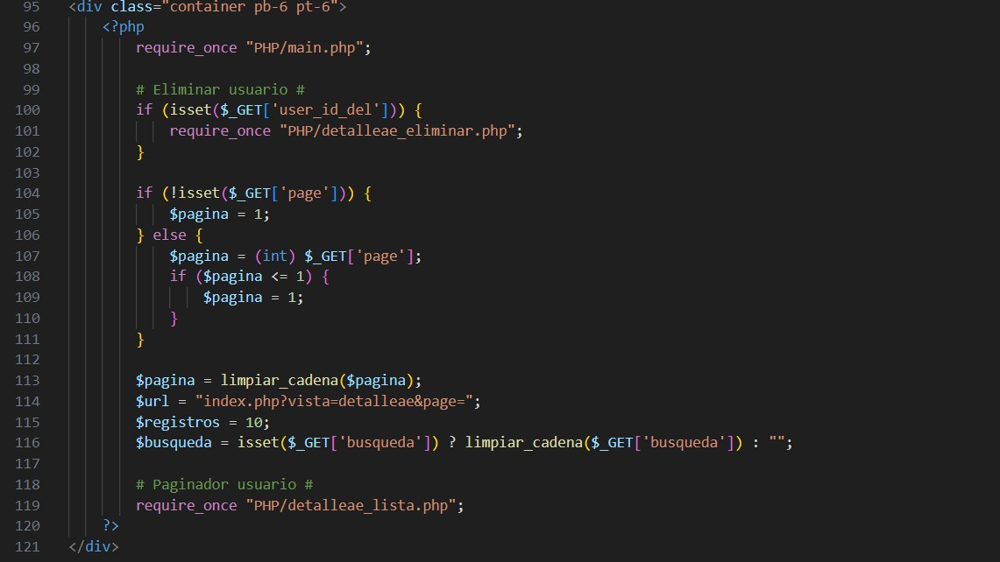 95 <div class="container pb-6 pt-6">
96 <?php
97 require_once "PHP/main.php";
98
99 # Eliminar usuario #
100 if (isset($_GET['user_id_del'])) {
101 require_once "PHP/detalleae_eliminar.php";
102 }
103
104 if (!isset($_GET['page'])) {
105 $pagina = 1;
106 } else {
107 $pagina = (int) $_GET['page'];
108 if ($pagina <= 1) {
109 $pagina = 1;
110 }
111 }
112
113 $pagina = limpiar_cadena($pagina);
114 $url = "index.php?vista=detalleae&page=";
115 $registros = 10;
116 $busqueda = isset($_GET['busqueda']) ? limpiar_cadena($_GET['busqueda']) : "";
117
118 # Paginador usuario #
119 require_once "PHP/detalleae_lista.php";
120 ?>
121 </div>